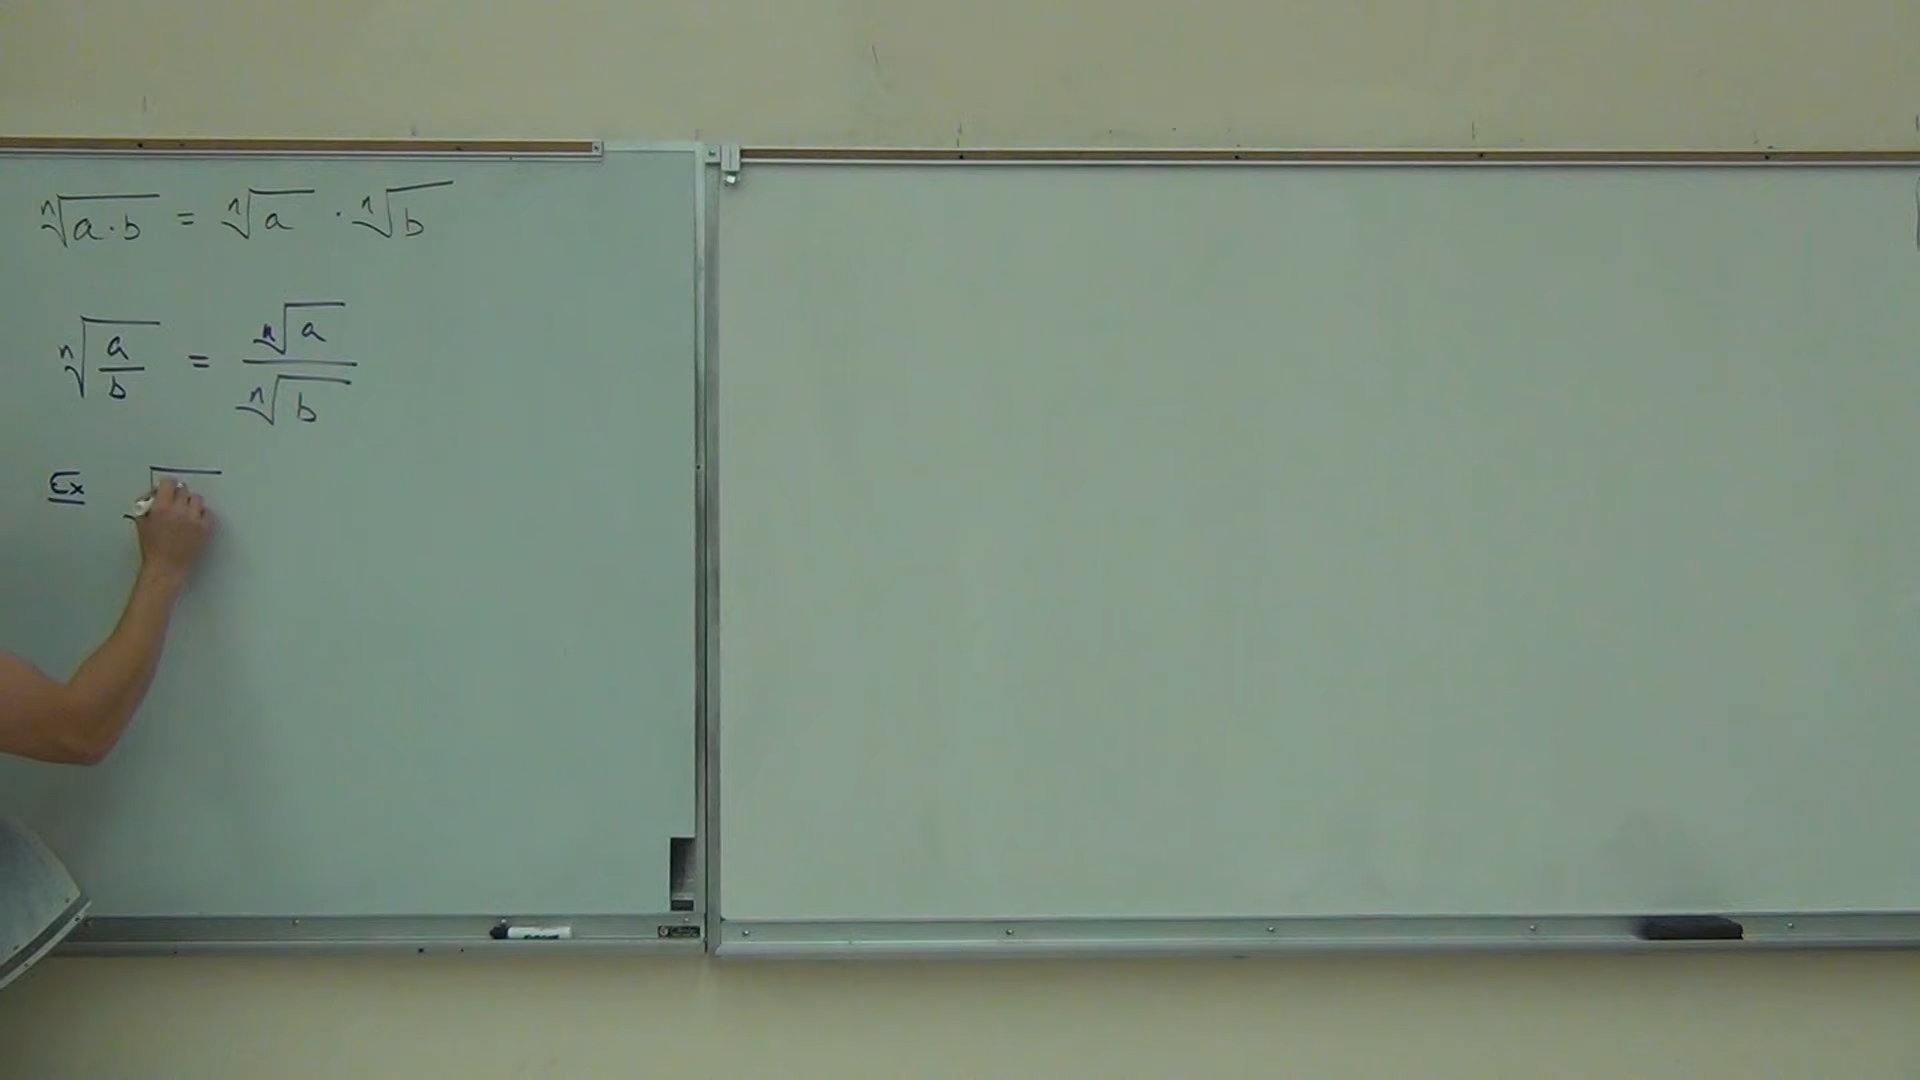 ⁿ√(a·b) = ⁿ√a · ⁿ√b
ⁿ√(a/b) = ⁿ√a / ⁿ√b
Ex √